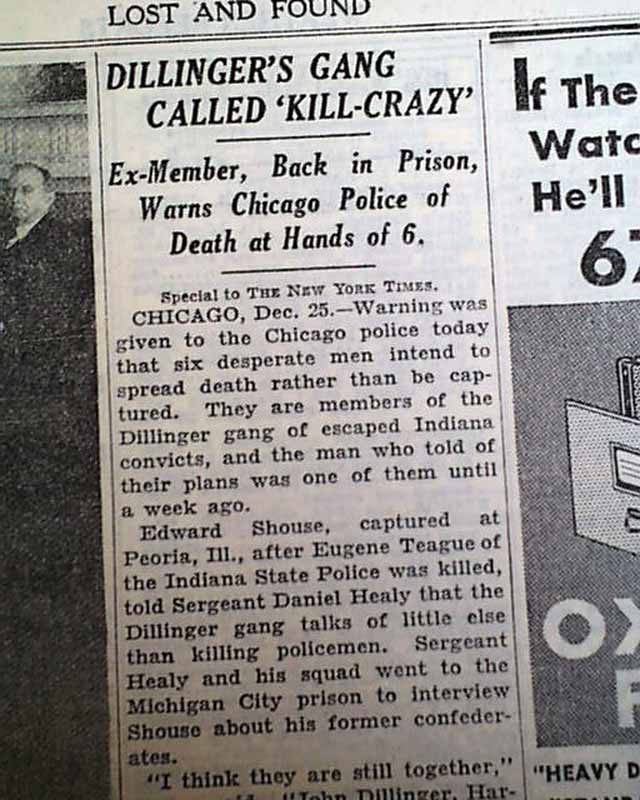 LOST AND FOUND
DILLINGER'S GANG
CALLED 'KILL-CRAZY'
Ex-Member, Back in Prison,
Warns Chicago Police of
Death at Hands of 6.
Special to THE NEW YORK TIMES.
CHICAGO, Dec. 25.—Warning was
given to the Chicago police today
that six desperate men intend to
spread death rather than be cap-
tured. They are members of the
Dillinger gang of escaped Indiana
convicts, and the man who told of
their plans was one of them until
a week ago.
Edward Shouse, captured at
Peoria, Ill., after Eugene Teague of
the Indiana State Police was killed,
told Sergeant Daniel Healy that the
Dillinger gang talks of little else
than killing policemen. Sergeant
Healy and his squad went to the
Michigan City prison to interview
Shouse about his former confeder-
ates.
"I think they are still together,"
"John Dillinger, Har-
If The
He'll
67
"HEAVY